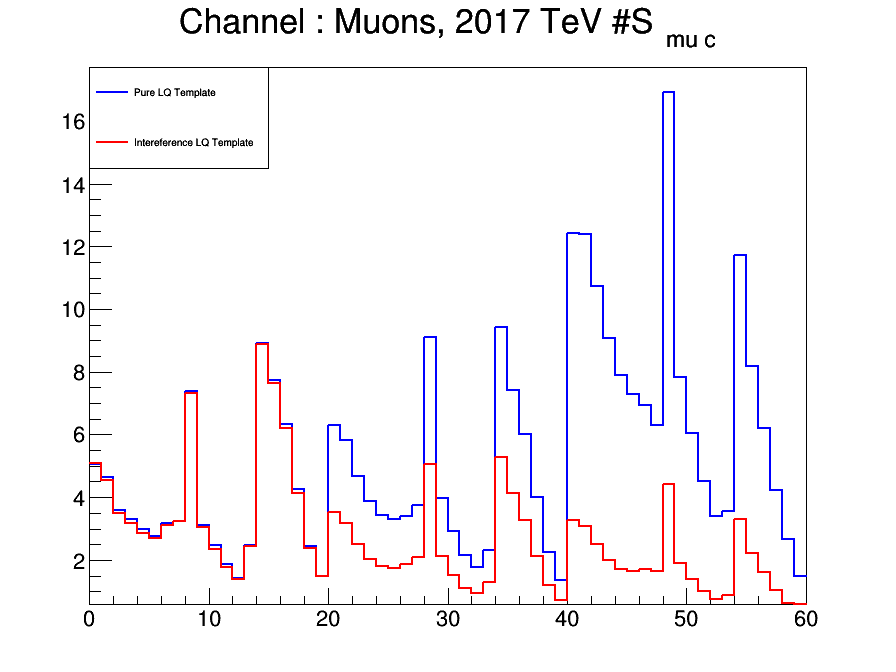 Channel : Muons, 2017 TeV #S mu c
Pure LQ Template
Intereference LQ Template
16
14
12
10
8
6
4
2
0 10 20 30 40 50 60